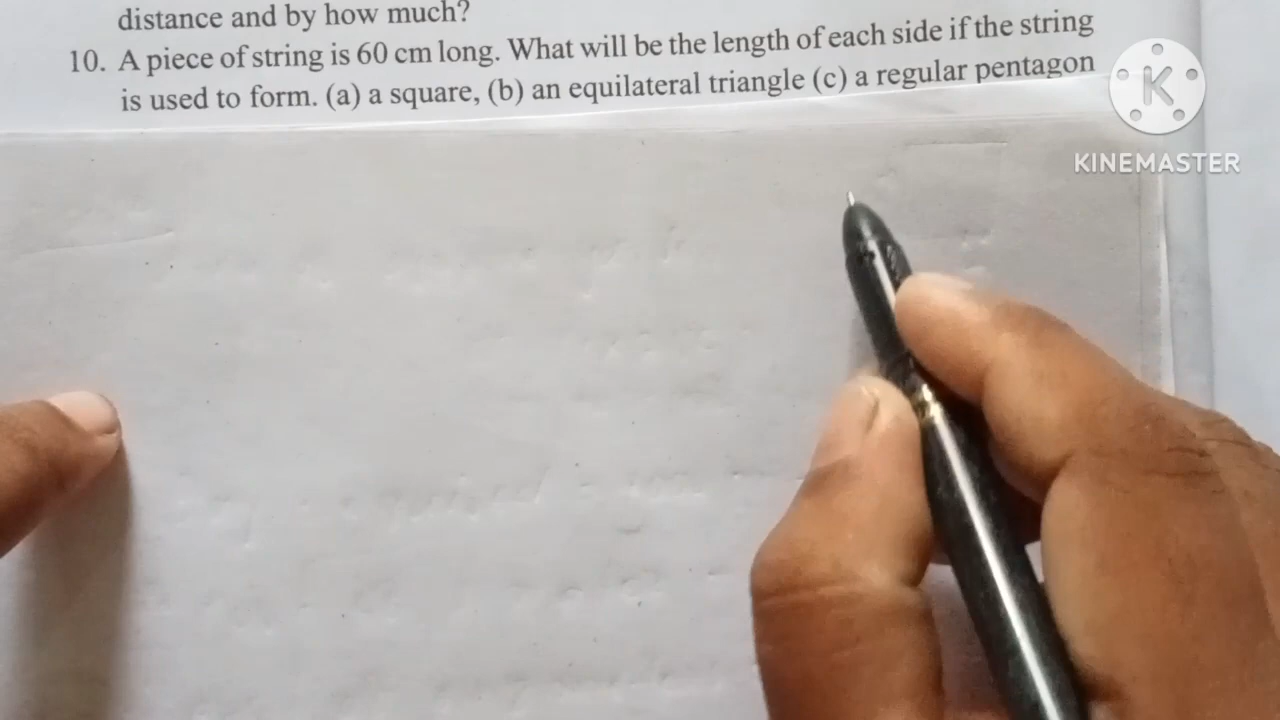 distance and by how much?
10. A piece of string is 60 cm long. What will be the length of each side if the string
is used to form. (a) a square, (b) an equilateral triangle (c) a regular pentagon
K
KINEMASTER